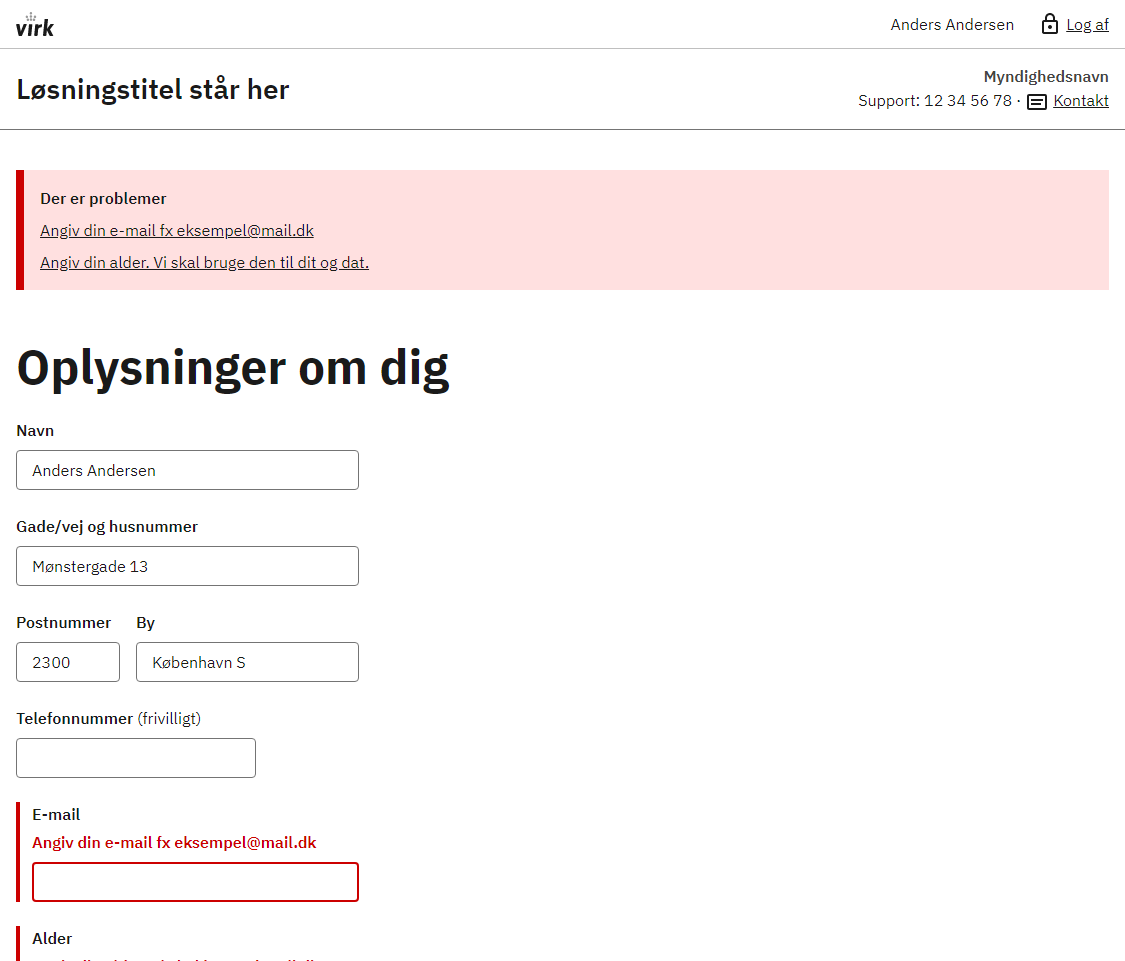 virk
Anders Andersen
Log af
Løsningstitel står her
Myndighedsnavn
Support: 12 34 56 78 · Kontakt
Der er problemer
Angiv din e-mail fx eksempel@mail.dk
Angiv din alder. Vi skal bruge den til dit og dat.
Oplysninger om dig
Navn
Anders Andersen
Gade/vej og husnummer
Mønstergade 13
Postnummer By
2300 København S
Telefonnummer (frivilligt)
E-mail
Angiv din e-mail fx eksempel@mail.dk
Alder